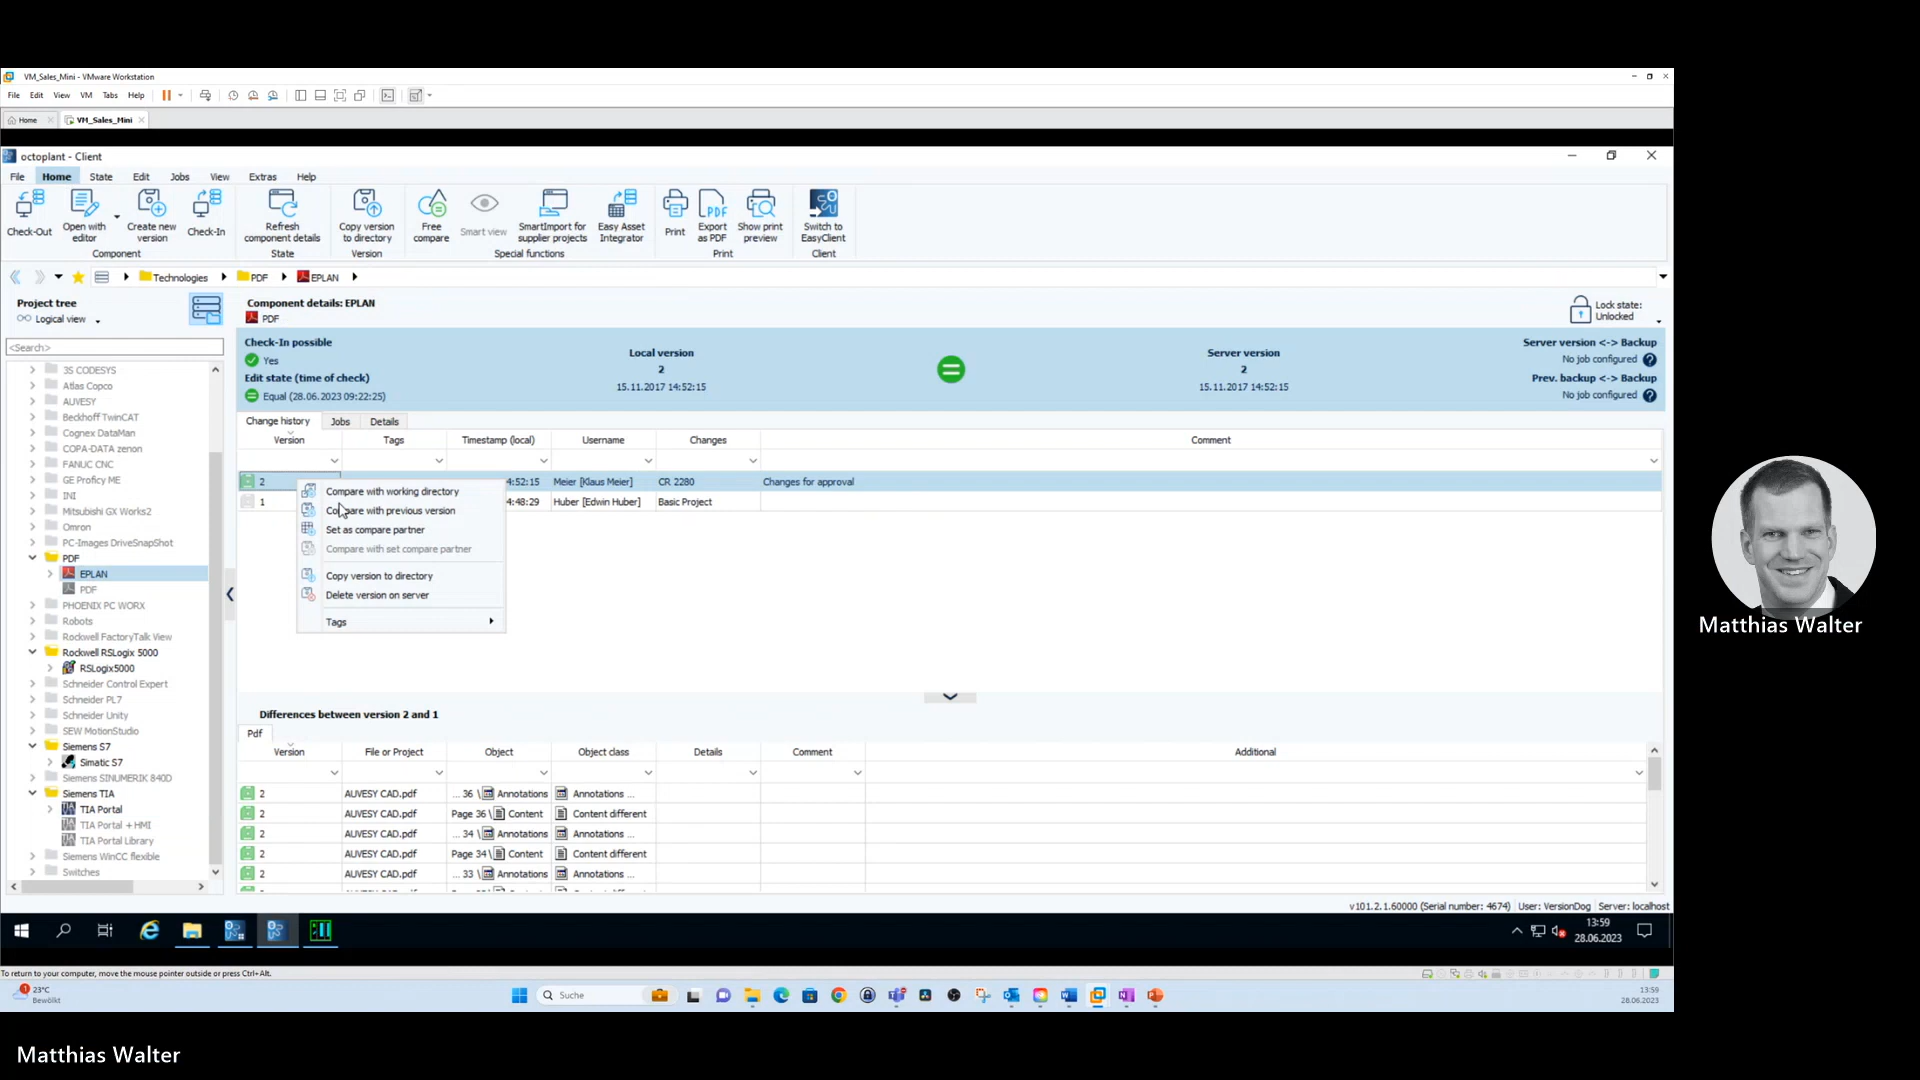 VM_Sales_Mini - VMware Workstation
File Edit View VM Tabs Help
Home VM_Sales_Mini
octoplant - Client
File Home State Edit Jobs View Extras Help
Check-Out
Open with editor
Create new version
Check-In
Refresh component details
Copy version to directory
Free compare
Smart view
SmartImport for supplier projects
Easy Asset Integrator
Print
PDF
Export as PDF
Show print preview
Switch to EasyClient
Component State Version Special functions Print Client
Technologies PDF EPLAN
Project tree
Logical view
<Search>
3S CODESYS
Atlas Copco
AUVESY
Beckhoff TwinCAT
Cognex DataMan
COPA-DATA zenon
FANUC CNC
GE Proficy ME
INI
Mitsubishi GX Works2
Omron
PC-Images DriveSnapShot
PDF
EPLAN
PDF
PHOENIX PC WORX
Robots
Rockwell FactoryTalk View
Rockwell RSLogix 5000
RSLogix5000
Schneider Control Expert
Schneider PL7
Schneider Unity
SEW MotionStudio
Siemens S7
Simatic S7
Siemens SINUMERIK 840D
Siemens TIA
TIA Portal
TIA Portal +HMI
TIA Portal Library
Siemens WinCC flexible
Switches
Component details: EPLAN
PDF
Lock state:
Unlocked
Check-In possible
Yes
Edit state (time of check)
Equal (28.06.2023 09:22:25)
Local version
2
15.11.2017 14:52:15
Server version
2
15.11.2017 14:52:15
Server version <-> Backup
No job configured
Prev. backup <-> Backup
No job configured
Change history Jobs Details
Version Tags Timestamp (local) Username Changes Comment
2 4:52:15 Meier [Klaus Meier] CR 2280 Changes for approval
1 4:48:29 Huber [Edwin Huber] Basic Project
Compare with working directory
Compare with previous version
Set as compare partner
Compare with set compare partner
Copy version to directory
Delete version on server
Tags
Differences between version 2 and 1
Pdf
Version File or Project Object Object class Details Comment Additional
2 AUVESY CAD.pdf ... 36 \ Annotations Annotations ...
2 AUVESY CAD.pdf Page 36 \ Content Content different
2 AUVESY CAD.pdf ... 34 \ Annotations Annotations ...
2 AUVESY CAD.pdf Page 34 \ Content Content different
2 AUVESY CAD.pdf ... 33 \ Annotations Annotations ...
v101.2.1.60000 (Serial number: 4674) User: VersionDog Server: localhost
13:59
28.06.2023
To return to your computer, move the mouse pointer outside or press Ctrl+Alt.
1
23°C
Bewölkt
Suche
13:59
28.06.2023
Matthias Walter
Matthias Walter